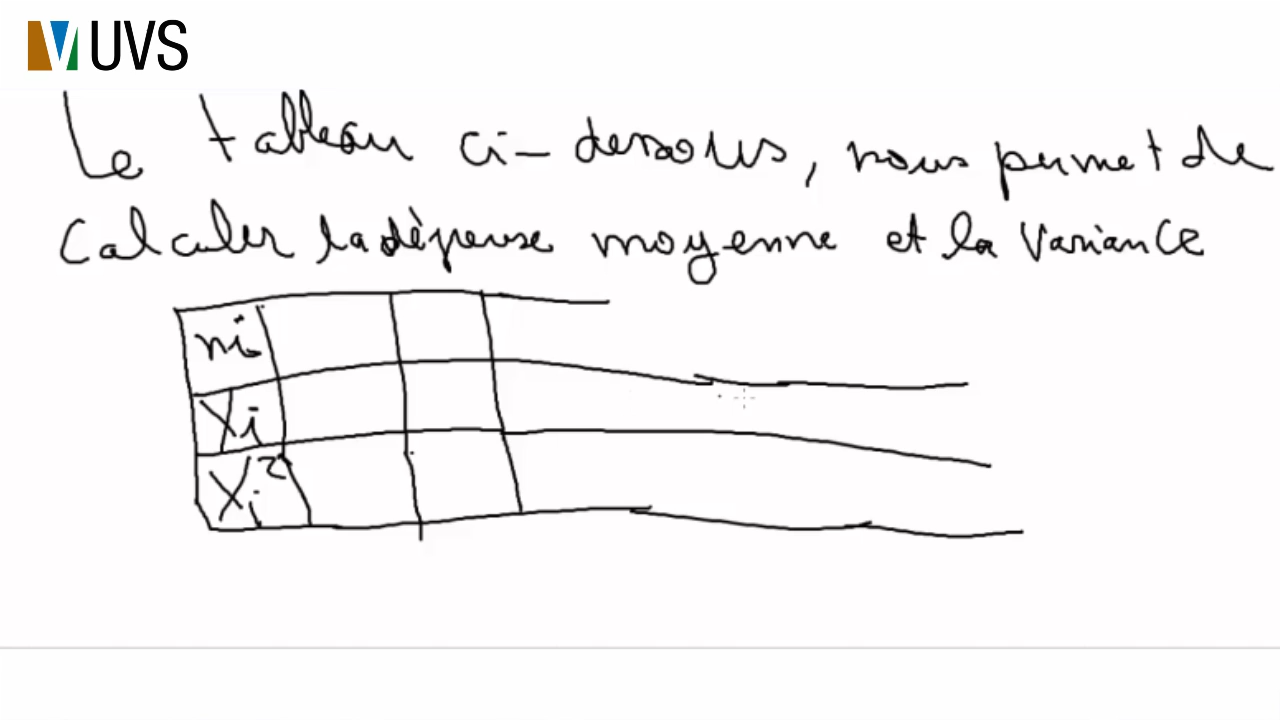 UVS
Le tableau ci-dessous, nous permet de
calculer la dépense moyenne et la variance
ni
Xi
Xi²